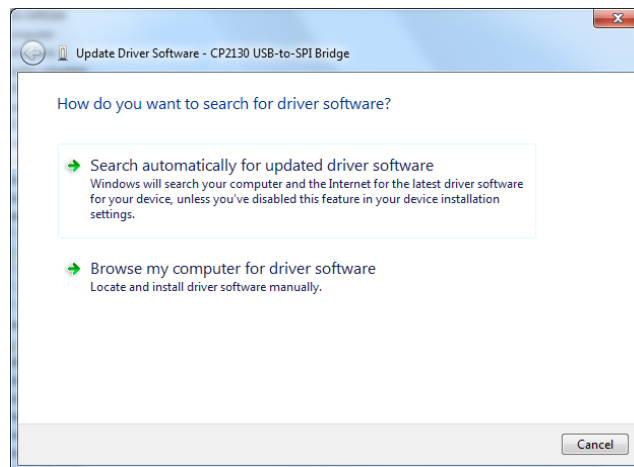 Update Driver Software - CP2130 USB-to-SPI Bridge
How do you want to search for driver software?
Search automatically for updated driver software
Windows will search your computer and the Internet for the latest driver software
for your device, unless you've disabled this feature in your device installation
settings.
Browse my computer for driver software
Locate and install driver software manually.
Cancel